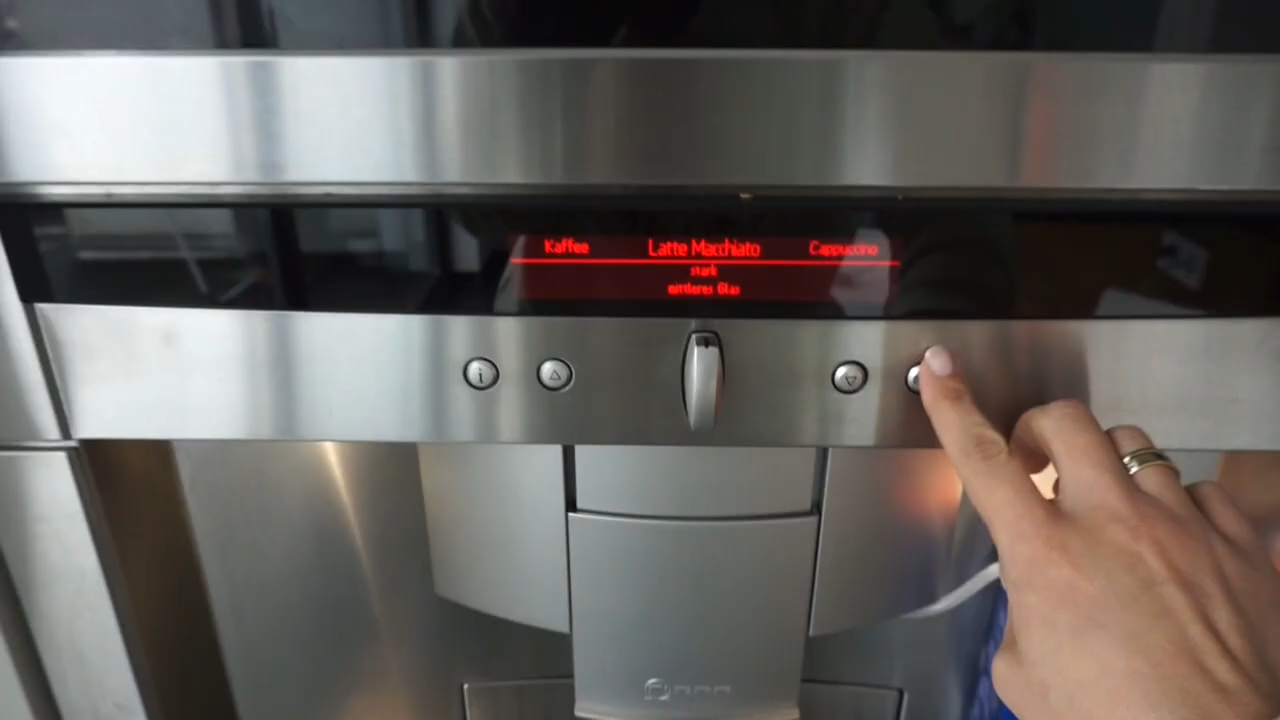 Kaffee Latte Macchiato Cappuccino
stark
mittleres Glas
i